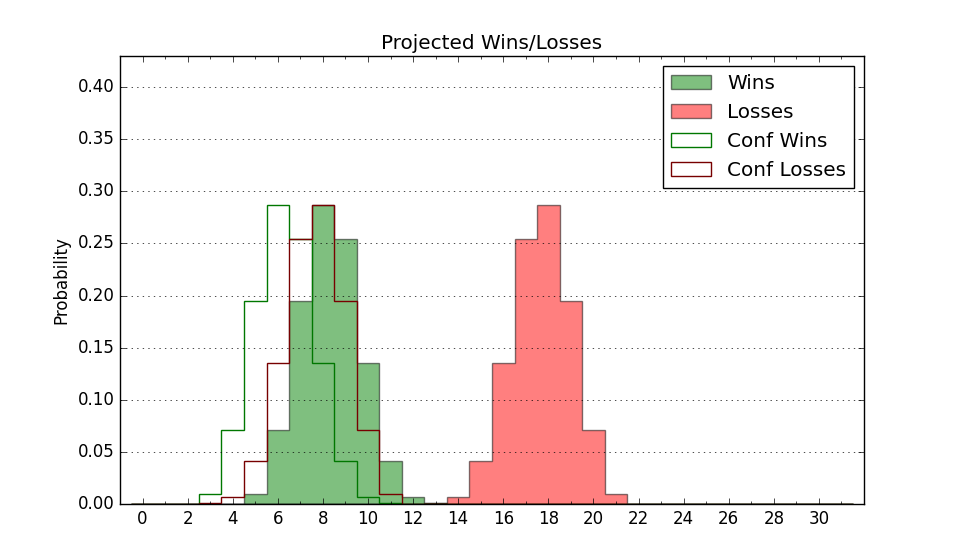 Projected Wins/Losses
Wins
Losses
Conf Wins
Conf Losses
Probability
0.40
0.35
0.30
0.25
0.20
0.15
0.10
0.05
0.00
0 2 4 6 8 10 12 14 16 18 20 22 24 26 28 30